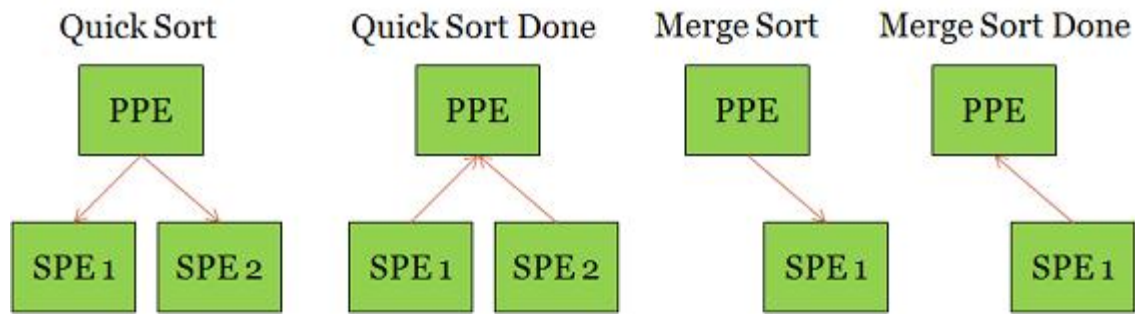 Quick Sort
Quick Sort Done
Merge Sort
Merge Sort Done
PPE
PPE
PPE
PPE
SPE 1
SPE 2
SPE 1
SPE 2
SPE 1
SPE 1